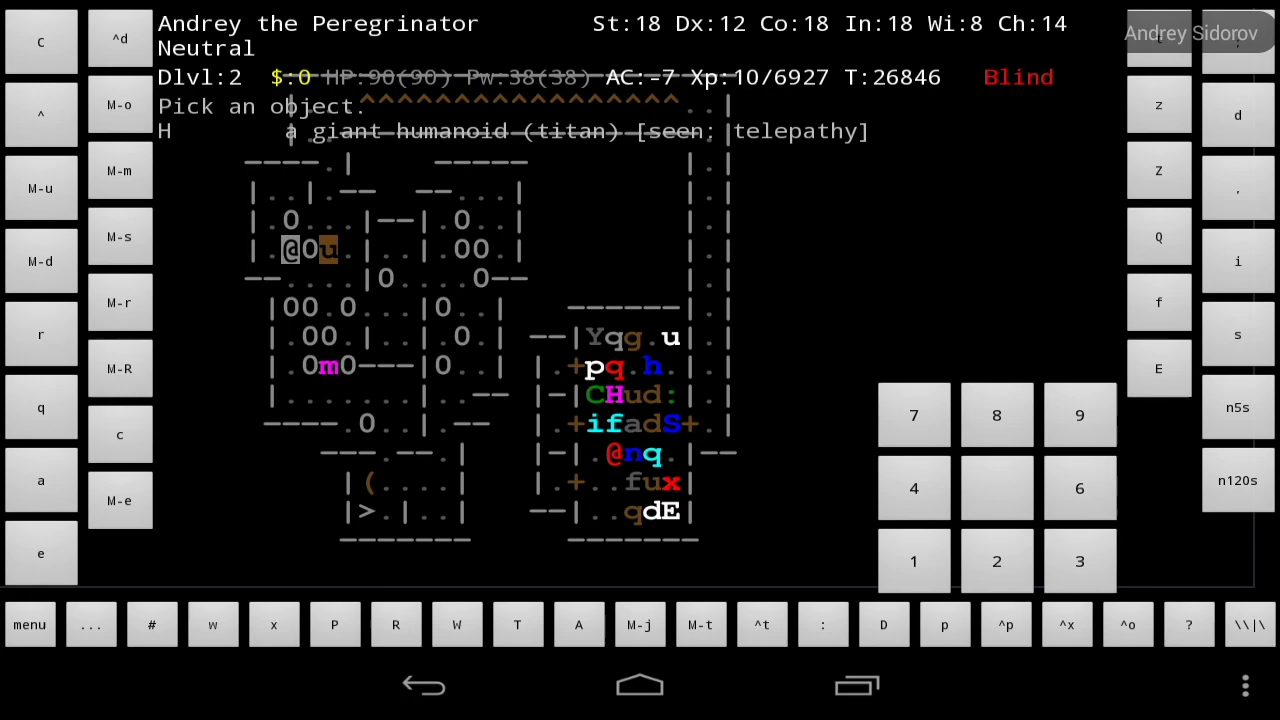 Andrey the Peregrinator St:18 Dx:12 Co:18 In:18 Wi:8 Ch:14
Neutral
Dlvl:2 $:0 HP:90(90) Pw:38(38) AC:-7 Xp:10/6927 T:26846 Blind
Pick an object.
H a giant humanoid (titan) [seen: telepathy]
Andrey Sidorov
c ^d
^ M-o
M-u M-m
M-d M-s
r M-r
q M-R
a c
e M-e
z d
Z ,
Q i
f s
E n5s
n120s
7 8 9
4 6
1 2 3
menu ... # w x P R W T A M-j M-t ^t : D p ^p ^x ^o ? \\|\